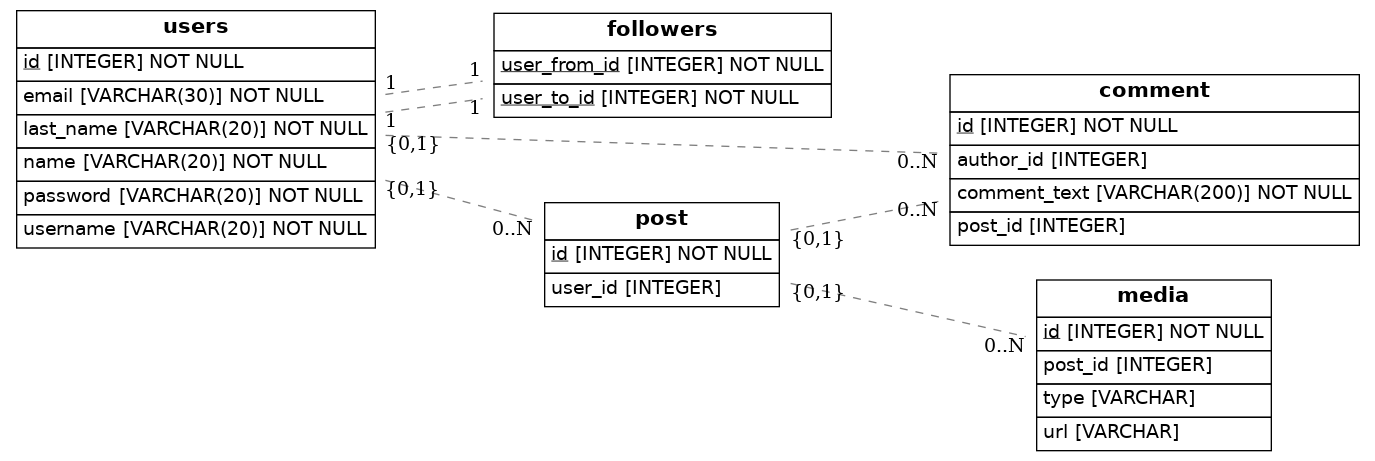 users
id [INTEGER] NOT NULL
email [VARCHAR(30)] NOT NULL
last_name [VARCHAR(20)] NOT NULL
name [VARCHAR(20)] NOT NULL
password [VARCHAR(20)] NOT NULL
username [VARCHAR(20)] NOT NULL
followers
user_from_id [INTEGER] NOT NULL
user_to_id [INTEGER] NOT NULL
1
1
1
1
{0,1}
0..N
{0,1}
0..N
comment
id [INTEGER] NOT NULL
author_id [INTEGER]
comment_text [VARCHAR(200)] NOT NULL
post_id [INTEGER]
post
id [INTEGER] NOT NULL
user_id [INTEGER]
{0,1}
0..N
{0,1}
0..N
media
id [INTEGER] NOT NULL
post_id [INTEGER]
type [VARCHAR]
url [VARCHAR]